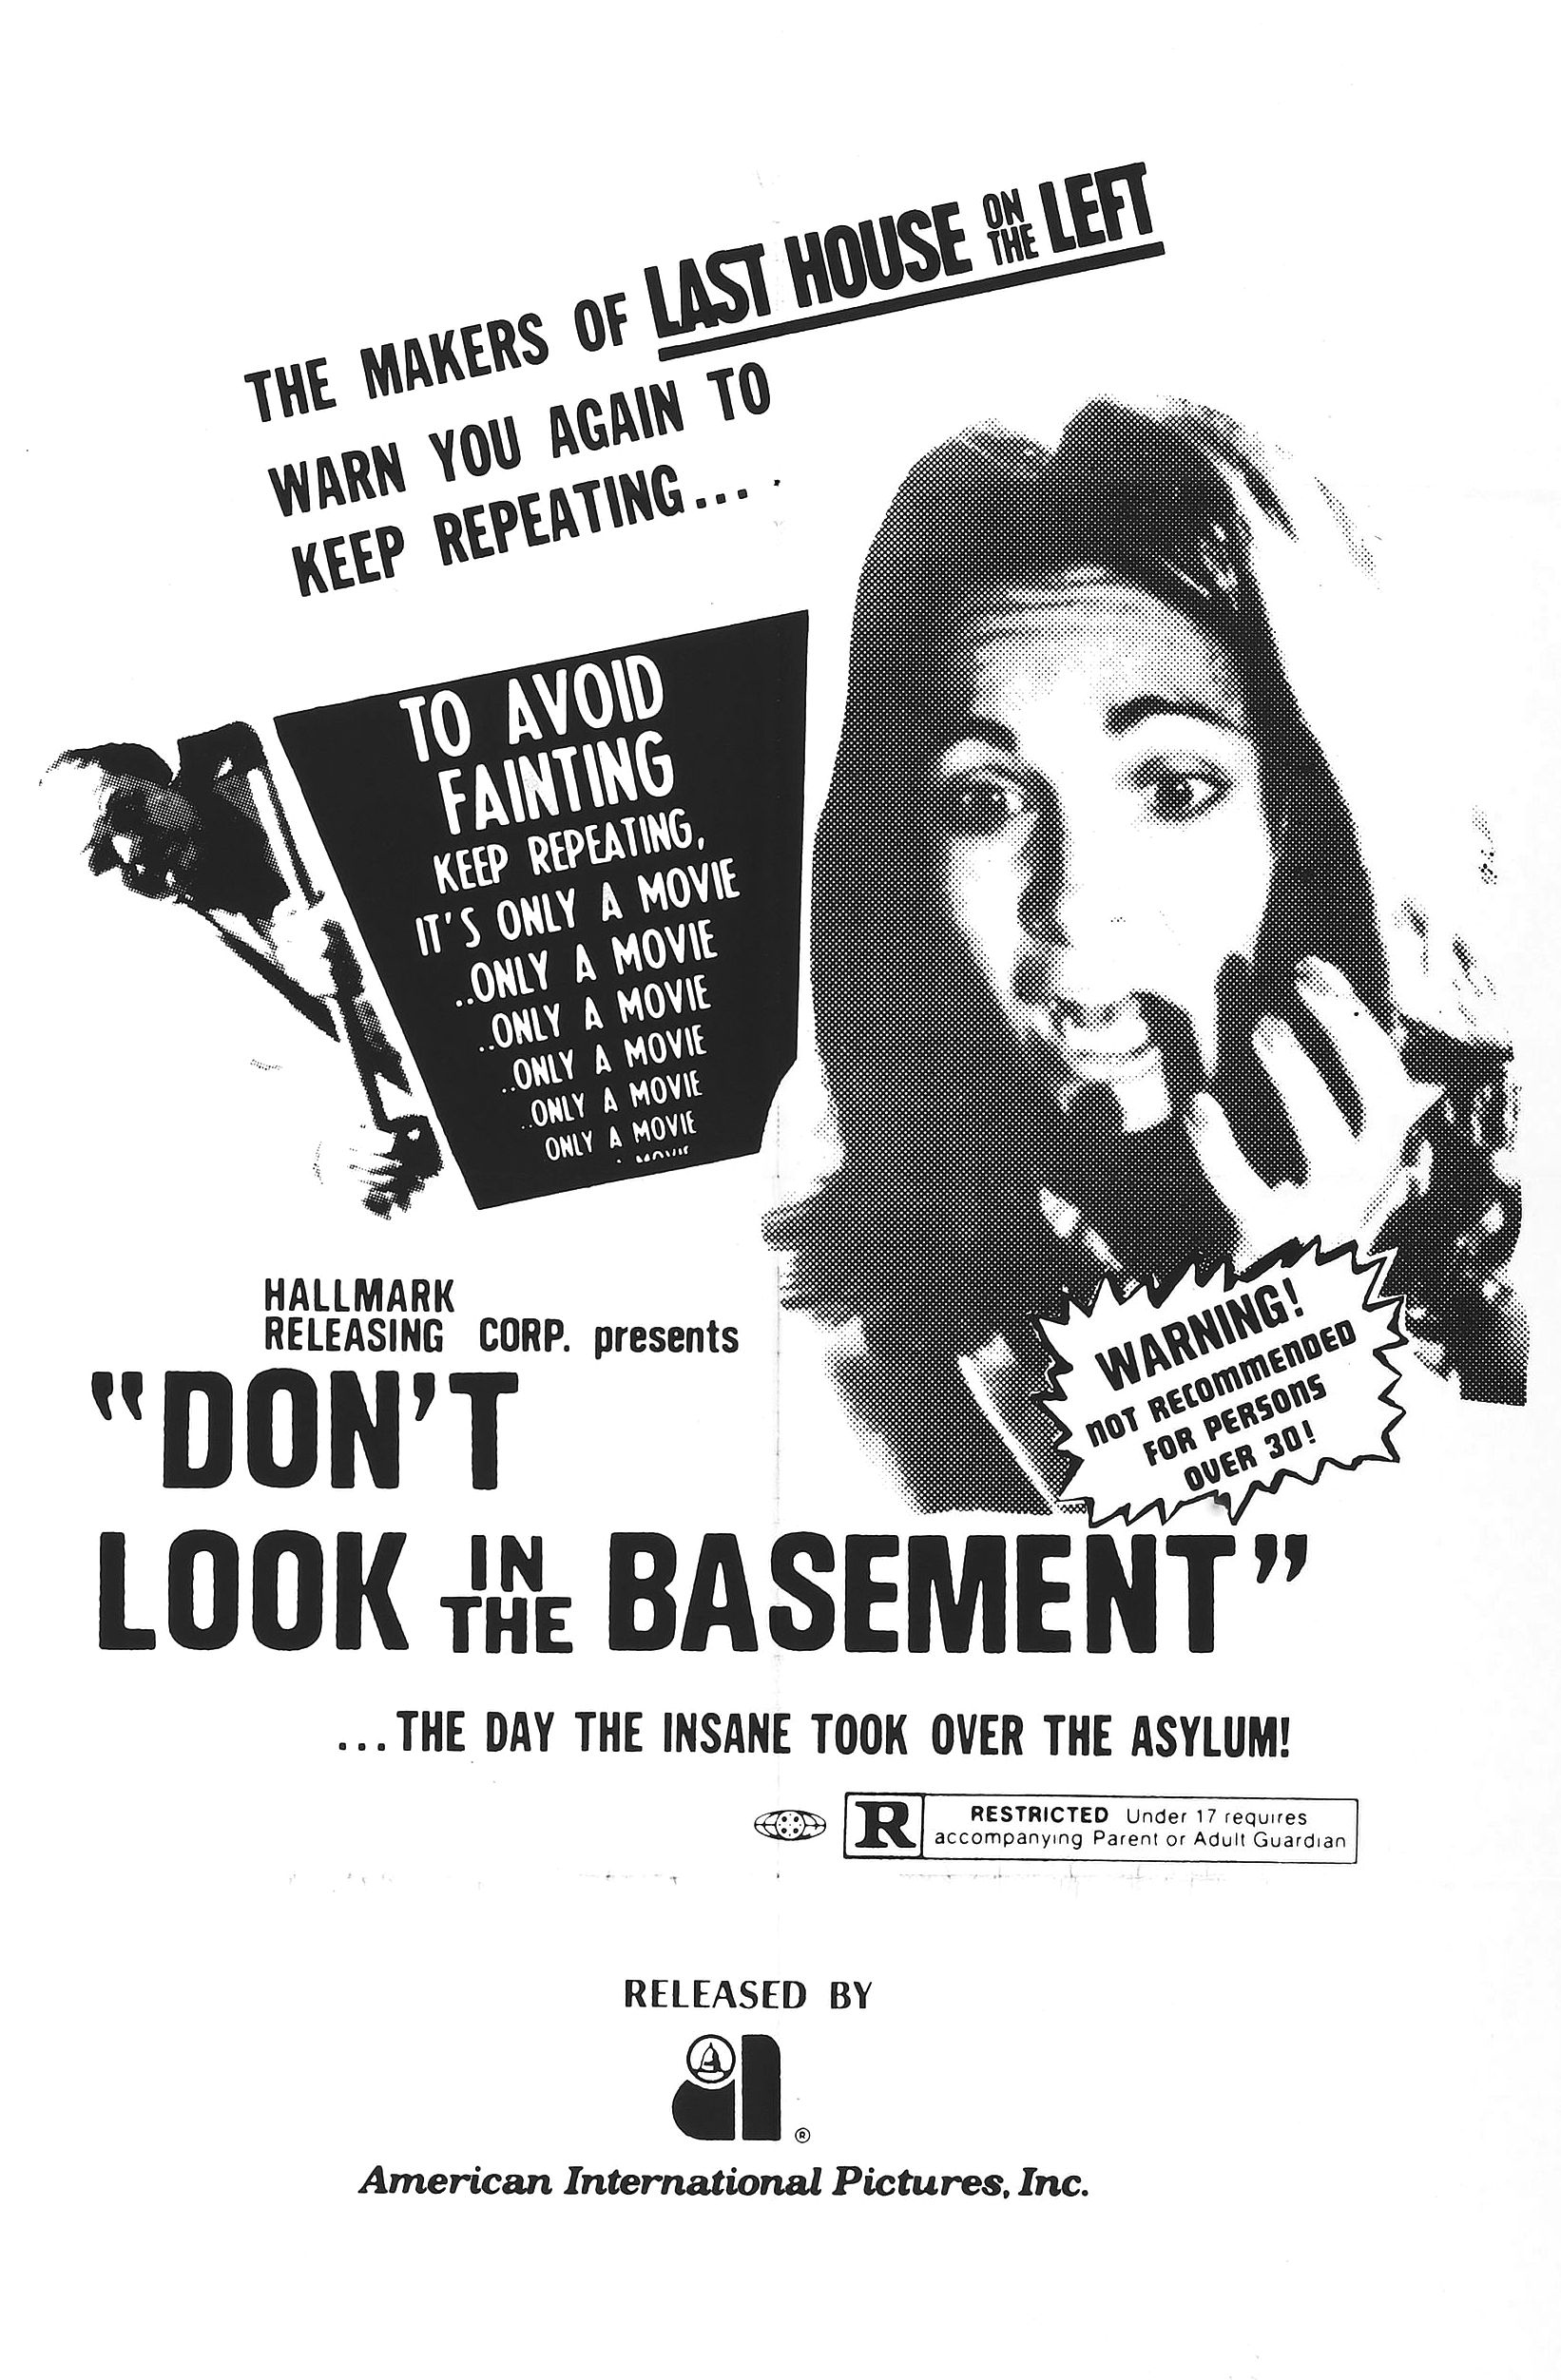 THE MAKERS OF LAST HOUSE ON THE LEFT
WARN YOU AGAIN TO
KEEP REPEATING...
TO AVOID
FAINTING
KEEP REPEATING,
IT'S ONLY A MOVIE
..ONLY A MOVIE
..ONLY A MOVIE
..ONLY A MOVIE
..ONLY A MOVIE
ONLY A MOVIE
A MOVIE
HALLMARK
RELEASING CORP. presents
"DON'T
LOOK IN THE BASEMENT"
WARNING!
NOT RECOMMENDED
FOR PERSONS
OVER 30!
...THE DAY THE INSANE TOOK OVER THE ASYLUM!
R
RESTRICTED Under 17 requires
accompanying Parent or Adult Guardian
RELEASED BY
ai ®
American International Pictures, Inc.